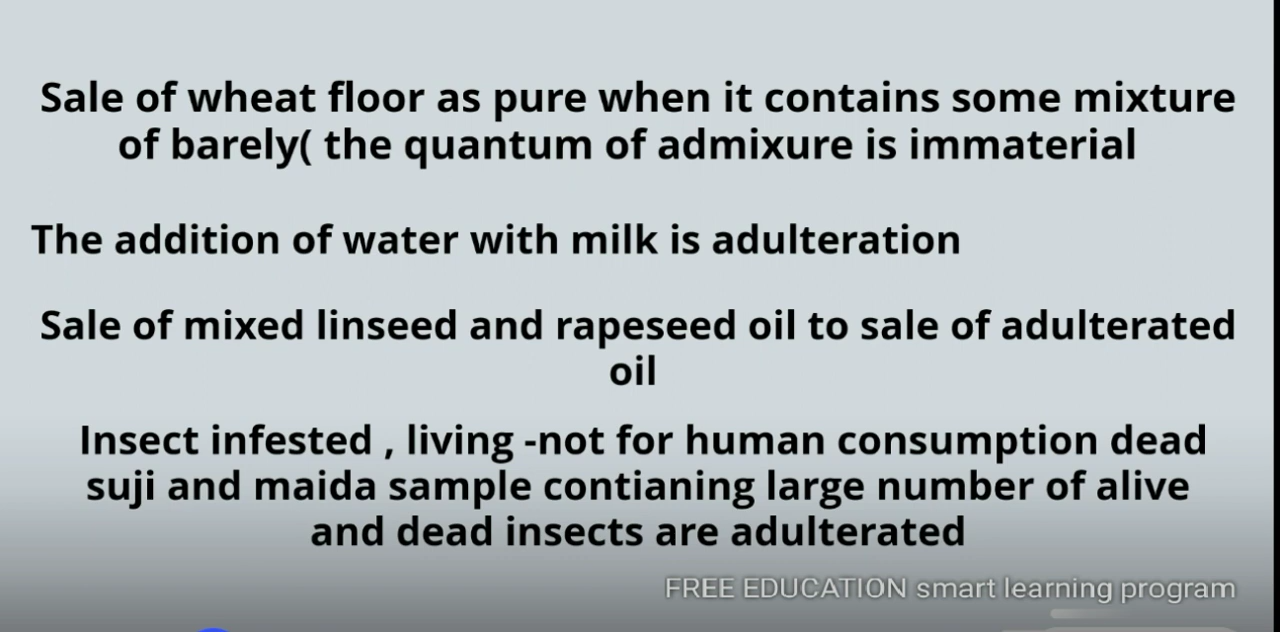 Sale of wheat floor as pure when it contains some mixture
of barely( the quantum of admixure is immaterial
The addition of water with milk is adulteration
Sale of mixed linseed and rapeseed oil to sale of adulterated
oil
Insect infested , living -not for human consumption dead
suji and maida sample contianing large number of alive
and dead insects are adulterated
FREE EDUCATION smart learning program